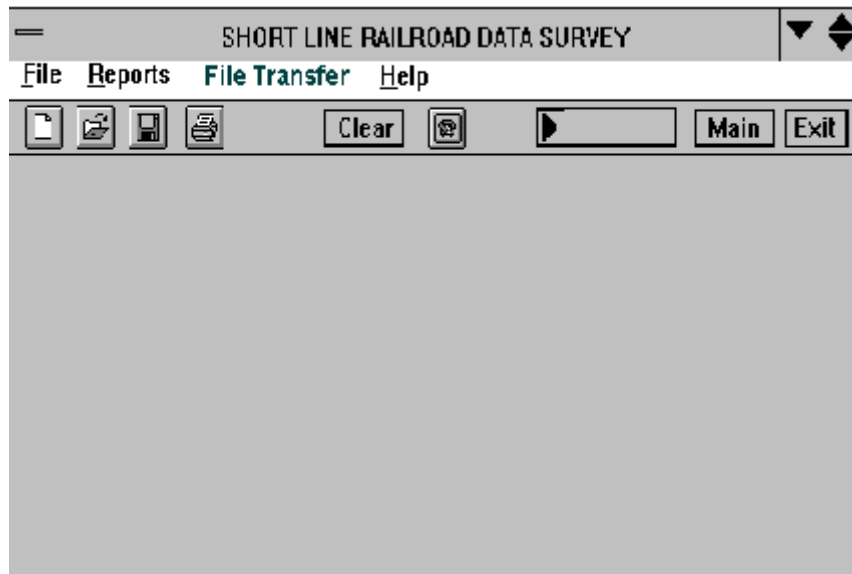 SHORT LINE RAILROAD DATA SURVEY
File Reports File Transfer Help
Clear Main Exit